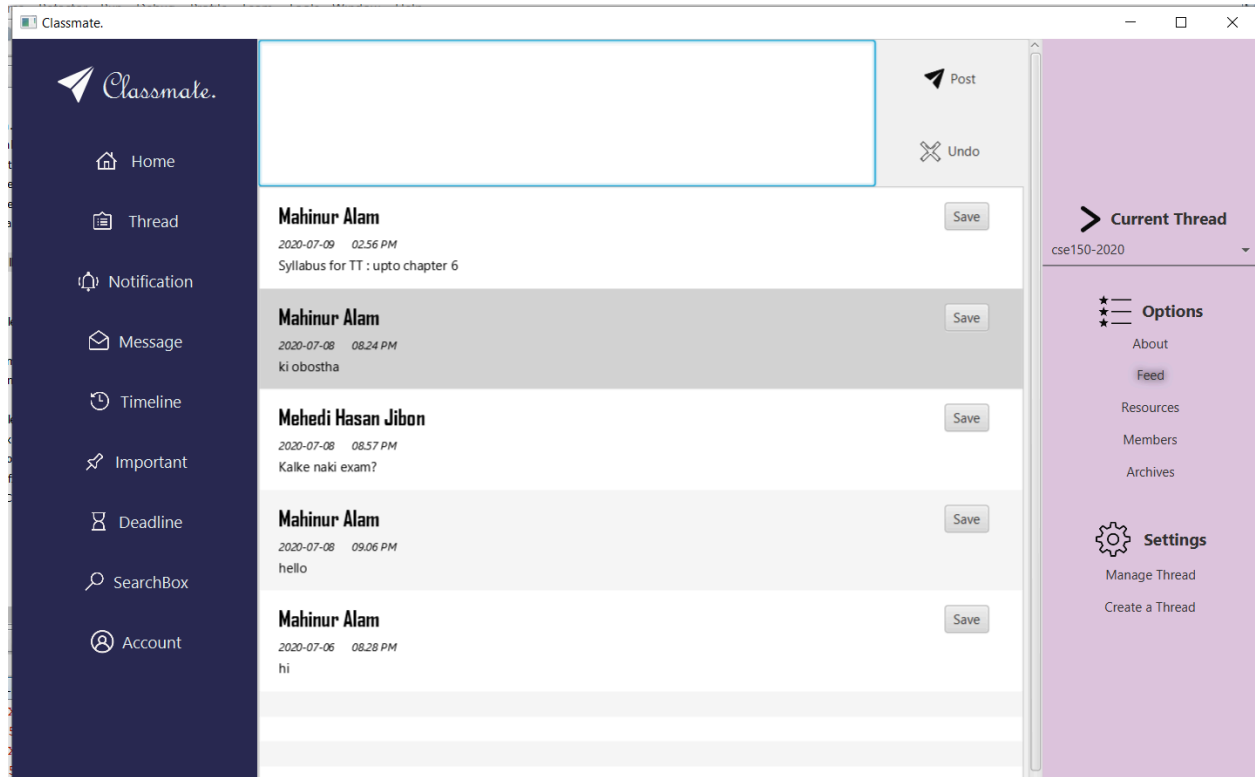 Classmate.
Classmate.
Home
Thread
Notification
Message
Timeline
Important
Deadline
SearchBox
Account
Post
Undo
Mahinur Alam
Save
2020-07-09 02.56 PM
Syllabus for TT : upto chapter 6
Mahinur Alam
Save
2020-07-08 08.24 PM
ki obostha
Mehedi Hasan Jibon
Save
2020-07-08 08.57 PM
Kalke naki exam?
Mahinur Alam
Save
2020-07-08 09.06 PM
hello
Mahinur Alam
Save
2020-07-06 08.28 PM
hi
Current Thread
cse150-2020
Options
About
Feed
Resources
Members
Archives
Settings
Manage Thread
Create a Thread